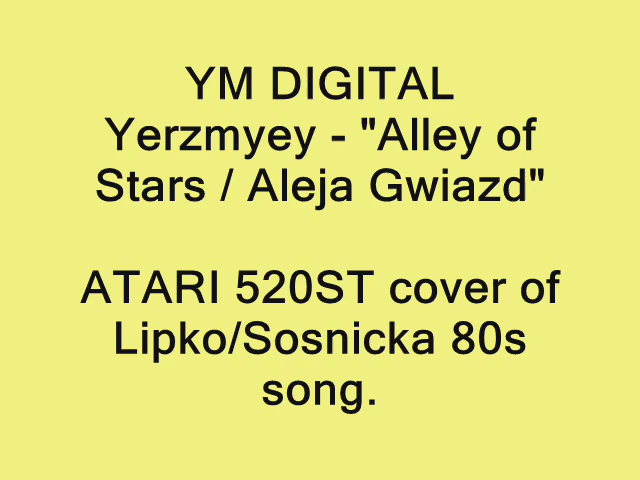 YM DIGITAL
Yerzmyey - "Alley of
Stars / Aleja Gwiazd"
ATARI 520ST cover of
Lipko/Sosnicka 80s
song.